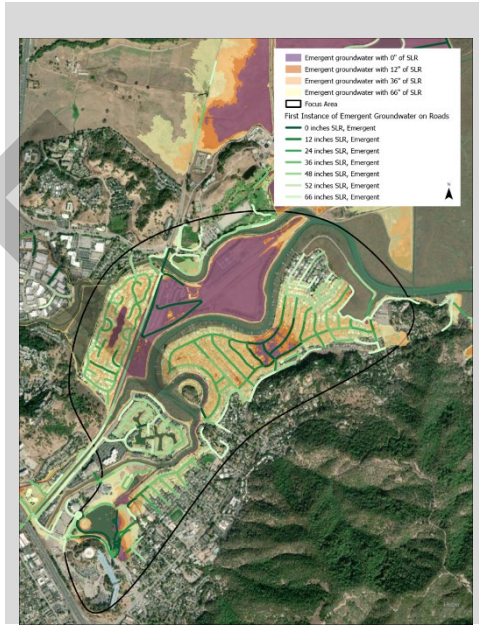 Emergent groundwater with 0" of SLR
Emergent groundwater with 12" of SLR
Emergent groundwater with 36" of SLR
Emergent groundwater with 66" of SLR
Focus Area
First Instance of Emergent Groundwater on Roads
0 inches SLR, Emergent
12 inches SLR, Emergent
24 inches SLR, Emergent
36 inches SLR, Emergent
48 inches SLR, Emergent
52 inches SLR, Emergent
66 inches SLR, Emergent
N